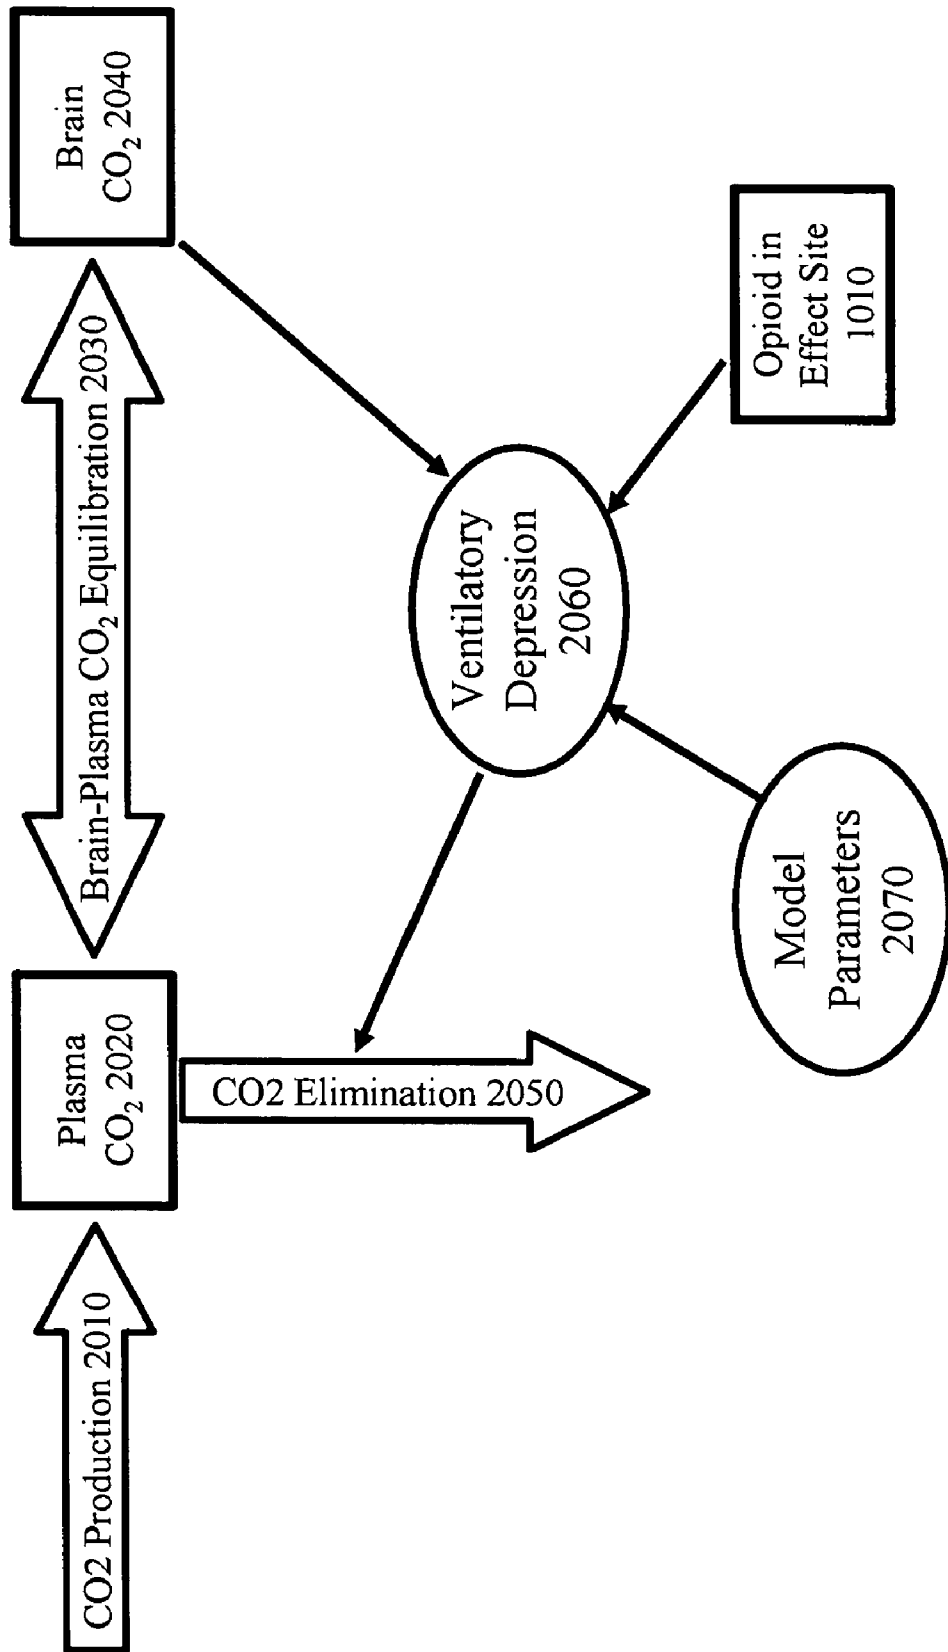 CO2 Production 2010
Plasma
CO₂ 2020
Brain-Plasma CO₂ Equilibration 2030
Brain
CO₂ 2040
CO2 Elimination 2050
Ventilatory
Depression
2060
Model
Parameters
2070
Opioid in
Effect Site
1010